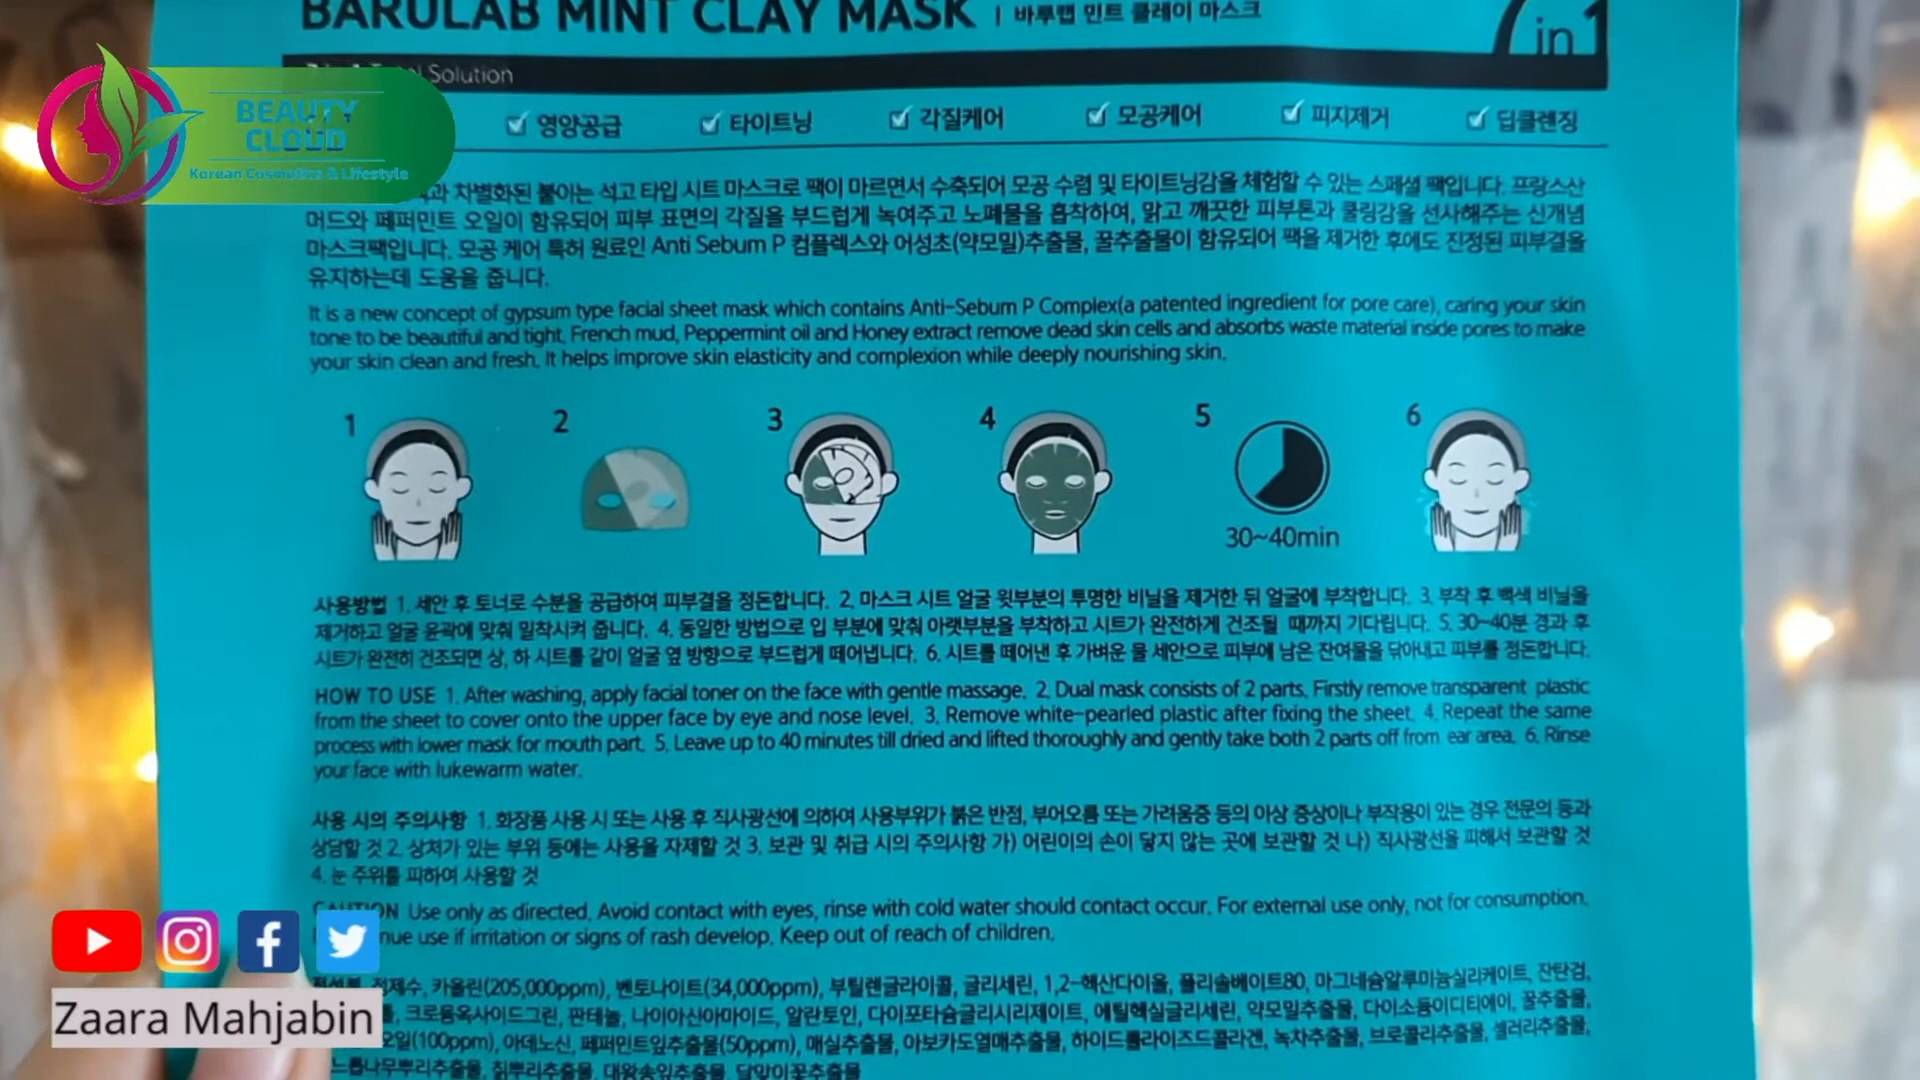 BARULAB MINT CLAY MASK | 바루랩 민트 클레이 마스크
in 1
Solution
BEAUTY
CLOUD
Korean Cosmetics & Lifestyle
영양공급 타이트닝 각질케어 모공케어 피지제거 딥클렌징
차별화된 붙이는 석고 타입 시트 마스크로 팩이 마르면서 수축되어 모공 수렴 및 타이트닝감을 체험할 수 있는 스페셜 팩입니다. 프랑스산
머드와 페퍼민트 오일이 함유되어 피부 표면의 각질을 부드럽게 녹여주고 노폐물을 흡착하여, 맑고 깨끗한 피부톤과 쿨링감을 선사해주는 신개념
마스크팩입니다. 모공 케어 특허 원료인 Anti Sebum P 컴플렉스와 어성초(약모밀)추출물, 꿀추출물이 함유되어 팩을 제거한 후에도 진정된 피부결을
유지하는데 도움을 줍니다.
It is a new concept of gypsum type facial sheet mask which contains Anti-Sebum P Complex(a patented ingredient for pore care), caring your skin
tone to be beautiful and tight. French mud, Peppermint oil and Honey extract remove dead skin cells and absorbs waste material inside pores to make
your skin clean and fresh. It helps improve skin elasticity and complexion while deeply nourishing skin.
1 2 3 4 5 6
30~40min
사용방법 1. 세안 후 토너로 수분을 공급하여 피부결을 정돈합니다. 2. 마스크 시트 얼굴 윗부분의 투명한 비닐을 제거한 뒤 얼굴에 부착합니다. 3. 부착 후 백색 비닐을
제거하고 얼굴 윤곽에 맞춰 밀착시켜 줍니다. 4. 동일한 방법으로 입 부분에 맞춰 아랫부분을 부착하고 시트가 완전하게 건조될 때까지 기다립니다. 5. 30~40분 경과 후
시트가 완전히 건조되면 상, 하 시트를 같이 얼굴 옆 방향으로 부드럽게 떼어냅니다. 6. 시트를 떼어낸 후 가벼운 물 세안으로 피부에 남은 잔여물을 닦아내고 피부를 정돈합니다.
HOW TO USE 1. After washing, apply facial toner on the face with gentle massage. 2. Dual mask consists of 2 parts. Firstly remove transparent plastic
from the sheet to cover onto the upper face by eye and nose level. 3. Remove white-pearled plastic after fixing the sheet. 4. Repeat the same
process with lower mask for mouth part. 5. Leave up to 40 minutes till dried and lifted thoroughly and gently take both 2 parts off from ear area. 6. Rinse
your face with lukewarm water.
사용 시의 주의사항 1. 화장품 사용 시 또는 사용 후 직사광선에 의하여 사용부위가 붉은 반점, 부어오름 또는 가려움증 등의 이상 증상이나 부작용이 있는 경우 전문의 등과
상담할 것 2. 상처가 있는 부위 등에는 사용을 자제할 것 3. 보관 및 취급 시의 주의사항 가) 어린이의 손이 닿지 않는 곳에 보관할 것 나) 직사광선을 피해서 보관할 것
4. 눈 주위를 피하여 사용할 것
CAUTION Use only as directed. Avoid contact with eyes, rinse with cold water should contact occur. For external use only, not for consumption.
nue use if irritation or signs of rash develop. Keep out of reach of children.
전성분 정제수, 카올린(205,000ppm), 벤토나이트(34,000ppm), 부틸렌글라이콜, 글리세린, 1,2-헥산다이올, 폴리솔베이트80, 마그네슘알루미늄실리케이트, 잔탄검,
크로뮴옥사이드그린, 판테놀, 나이아신아마이드, 알란토인, 다이포타슘글리시리제이트, 에틸헥실글리세린, 약모밀추출물, 다이소듐이디티에이, 꿀추출물,
오일(100ppm), 아데노신, 페퍼민트잎추출물(50ppm), 매실추출물, 아보카도열매추출물, 하이드롤라이즈드콜라겐, 녹차추출물, 브로콜리추출물, 셀러리추출물,
느릅나무뿌리추출물, 칡뿌리추출물, 대왕송잎추출물, 달맞이꽃추출물
Zaara Mahjabin